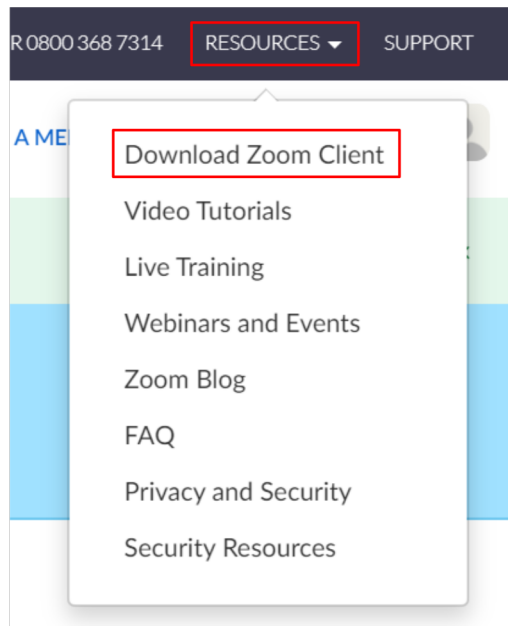 R 0800 368 7314 RESOURCES SUPPORT
A ME
Download Zoom Client
Video Tutorials
Live Training
Webinars and Events
Zoom Blog
FAQ
Privacy and Security
Security Resources